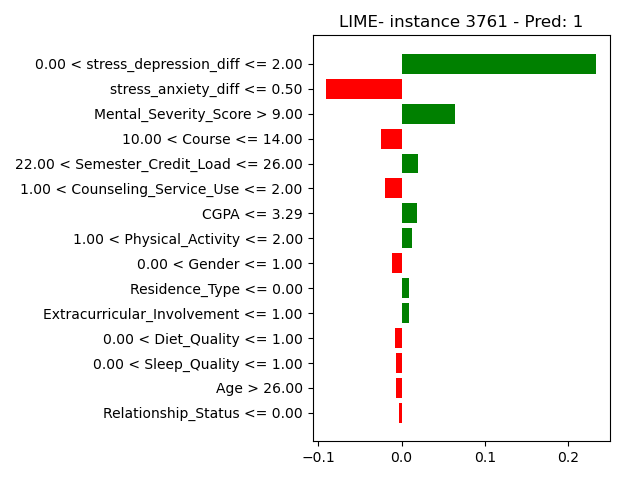 LIME- instance 3761 - Pred: 1
0.00 < stress_depression_diff <= 2.00
stress_anxiety_diff <= 0.50
Mental_Severity_Score > 9.00
10.00 < Course <= 14.00
22.00 < Semester_Credit_Load <= 26.00
1.00 < Counseling_Service_Use <= 2.00
CGPA <= 3.29
1.00 < Physical_Activity <= 2.00
0.00 < Gender <= 1.00
Residence_Type <= 0.00
Extracurricular_Involvement <= 1.00
0.00 < Diet_Quality <= 1.00
0.00 < Sleep_Quality <= 1.00
Age > 26.00
Relationship_Status <= 0.00
−0.1 0.0 0.1 0.2